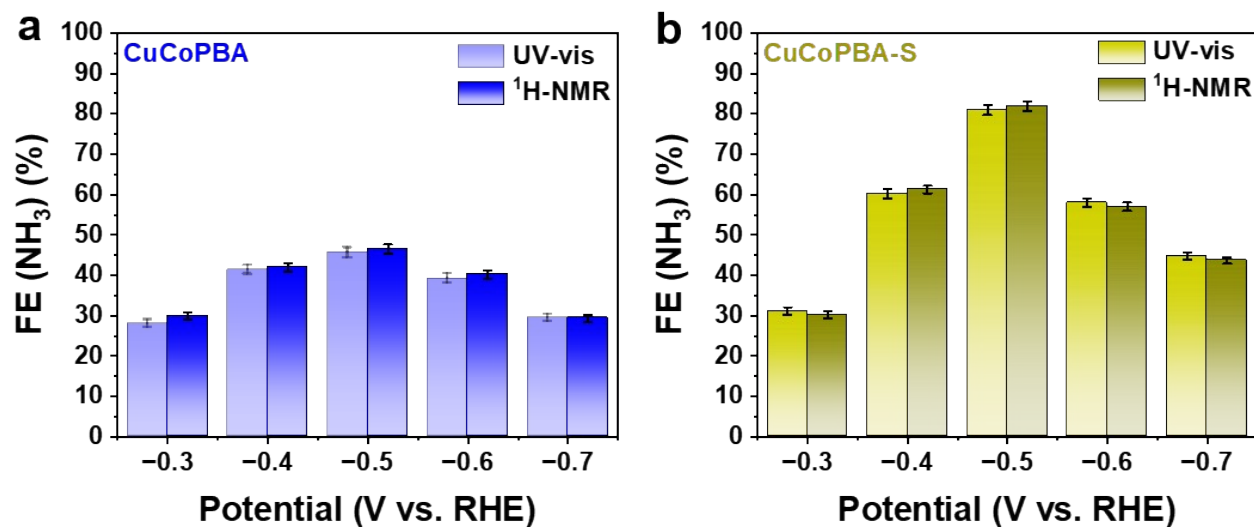 a
CuCoPBA
UV-vis
¹H-NMR
FE (NH₃) (%)
100
90
80
70
60
50
40
30
20
10
0
−0.3 −0.4 −0.5 −0.6 −0.7
Potential (V vs. RHE)
b
CuCoPBA-S
UV-vis
¹H-NMR
FE (NH₃) (%)
100
90
80
70
60
50
40
30
20
10
0
−0.3 −0.4 −0.5 −0.6 −0.7
Potential (V vs. RHE)